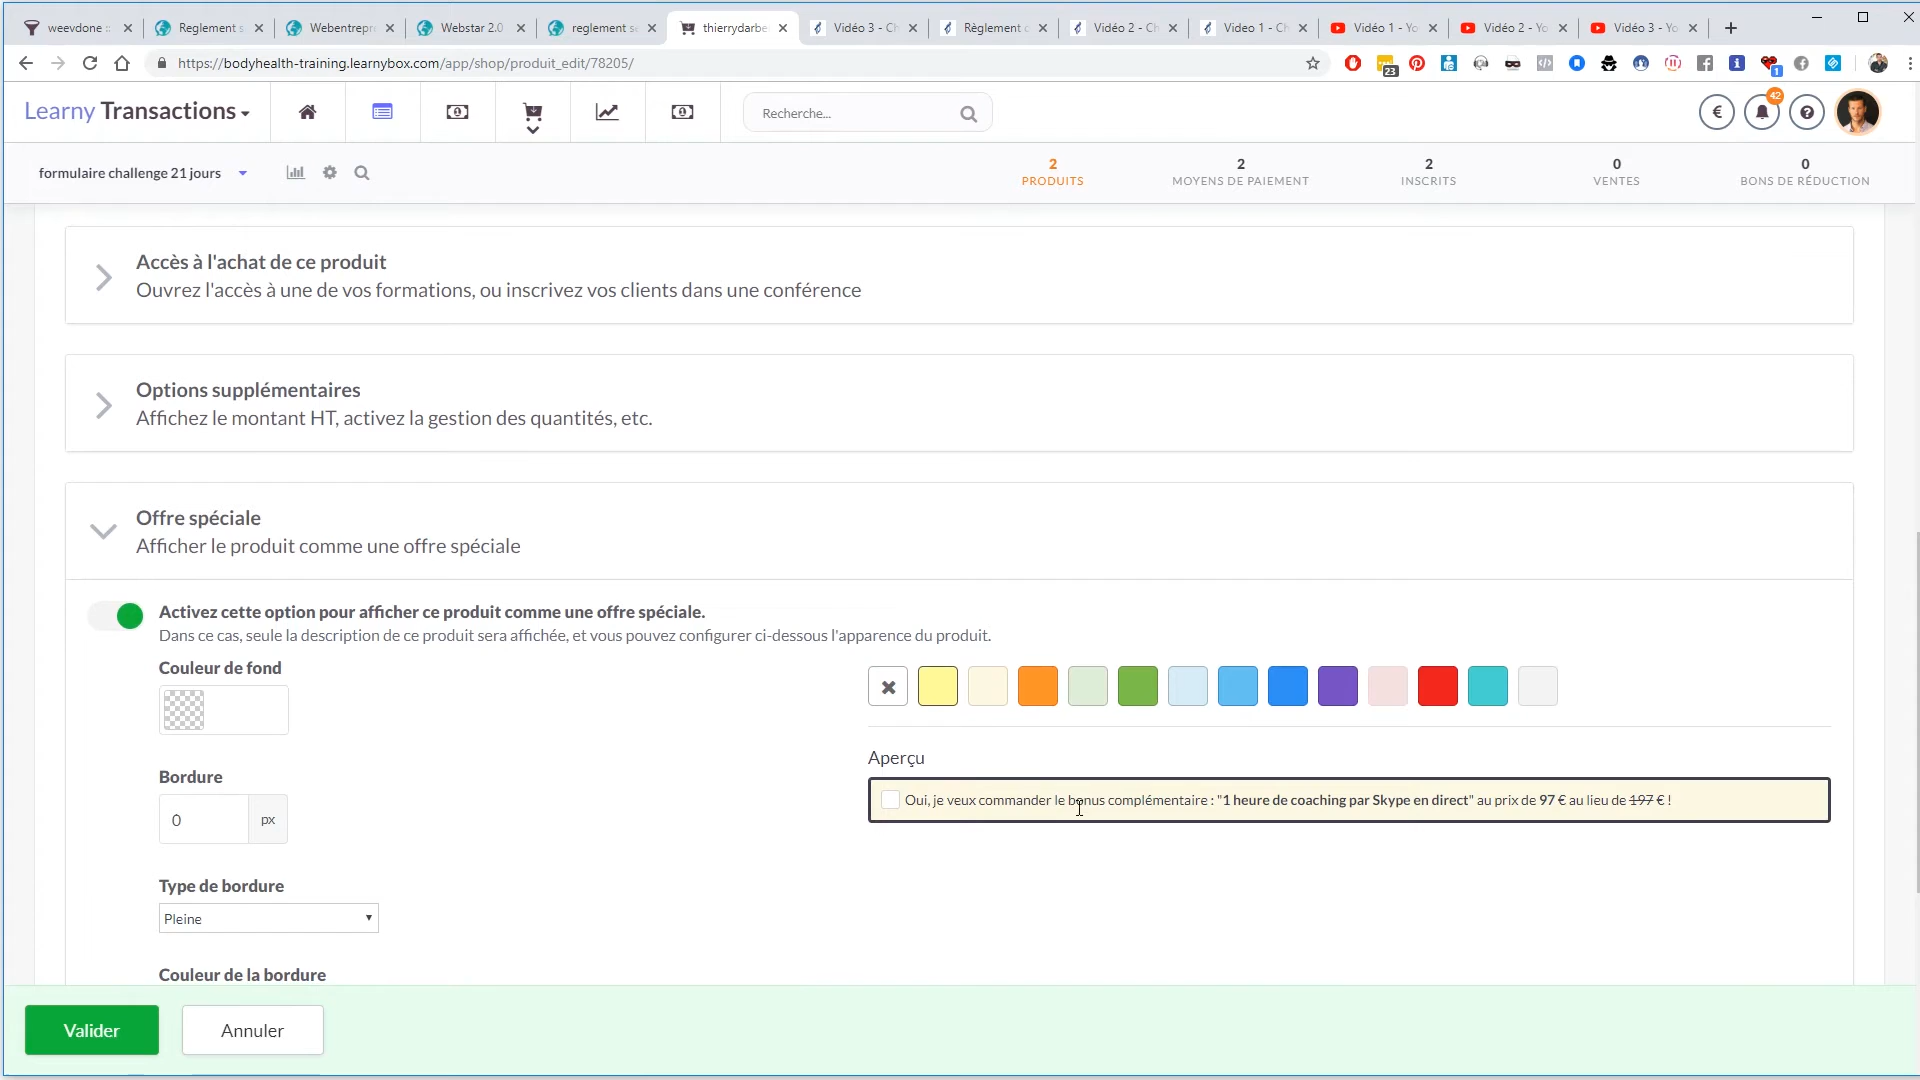 weevdone ::
Reglement s
Webentrepr
Webstar 2.0
reglement se
thierrydarbe
Vidéo 3 - Ch
Règlement c
Vidéo 2 - Ch
Video 1 - Ch
Vidéo 1 - Yo
Vidéo 2 - Yo
Vidéo 3 - Yo
https://bodyhealth-training.learnybox.com/app/shop/produit_edit/78205/
23
1
Learny Transactions
Recherche...
€
42
?
formulaire challenge 21 jours
2
PRODUITS
2
MOYENS DE PAIEMENT
2
INSCRITS
0
VENTES
0
BONS DE RÉDUCTION
Accès à l'achat de ce produit
Ouvrez l'accès à une de vos formations, ou inscrivez vos clients dans une conférence
Options supplémentaires
Affichez le montant HT, activez la gestion des quantités, etc.
Offre spéciale
Afficher le produit comme une offre spéciale
Activez cette option pour afficher ce produit comme une offre spéciale.
Dans ce cas, seule la description de ce produit sera affichée, et vous pouvez configurer ci-dessous l'apparence du produit.
Couleur de fond
Bordure
0 px
Type de bordure
Pleine
Couleur de la bordure
Aperçu
Oui, je veux commander le bonus complémentaire : "1 heure de coaching par Skype en direct" au prix de 97 € au lieu de 197 € !
Valider
Annuler